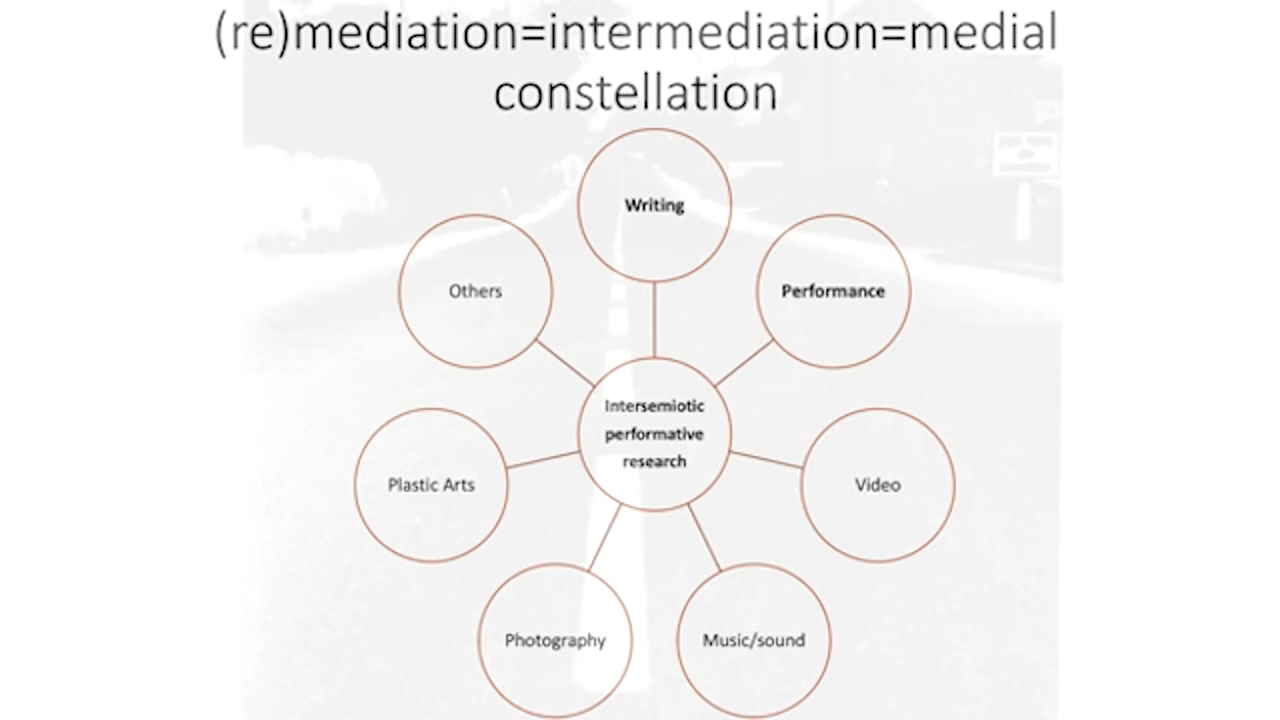 (re)mediation=intermediation=medial
constellation
Writing
Others
Performance
Intersemiotic
performative
research
Plastic Arts
Video
Photography
Music/sound